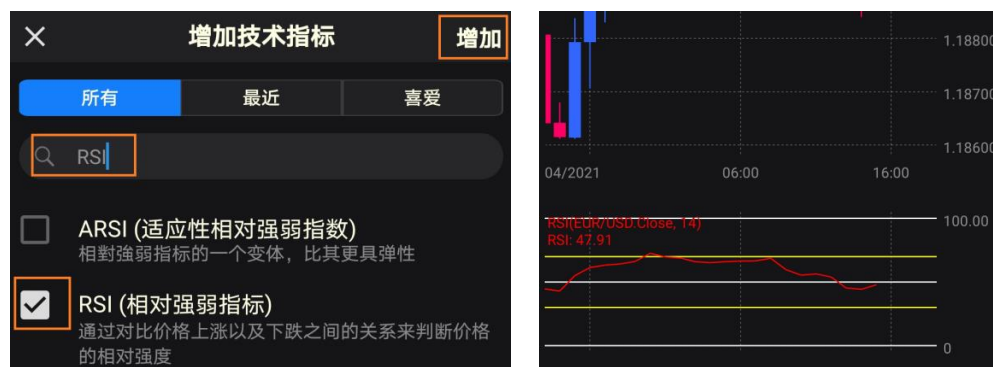 增加技术指标
增加
所有
最近
喜爱
RSI
ARSI (适应性相对强弱指数)
相對強弱指标的一个变体，比其更具弹性
RSI (相对强弱指标)
通过对比价格上涨以及下跌之间的关系来判断价格
的相对强度
1.18800
1.18700
1.18600
04/2021
06:00
16:00
RSI(EUR/USD.Close, 14)
RSI: 47.91
100.00
0